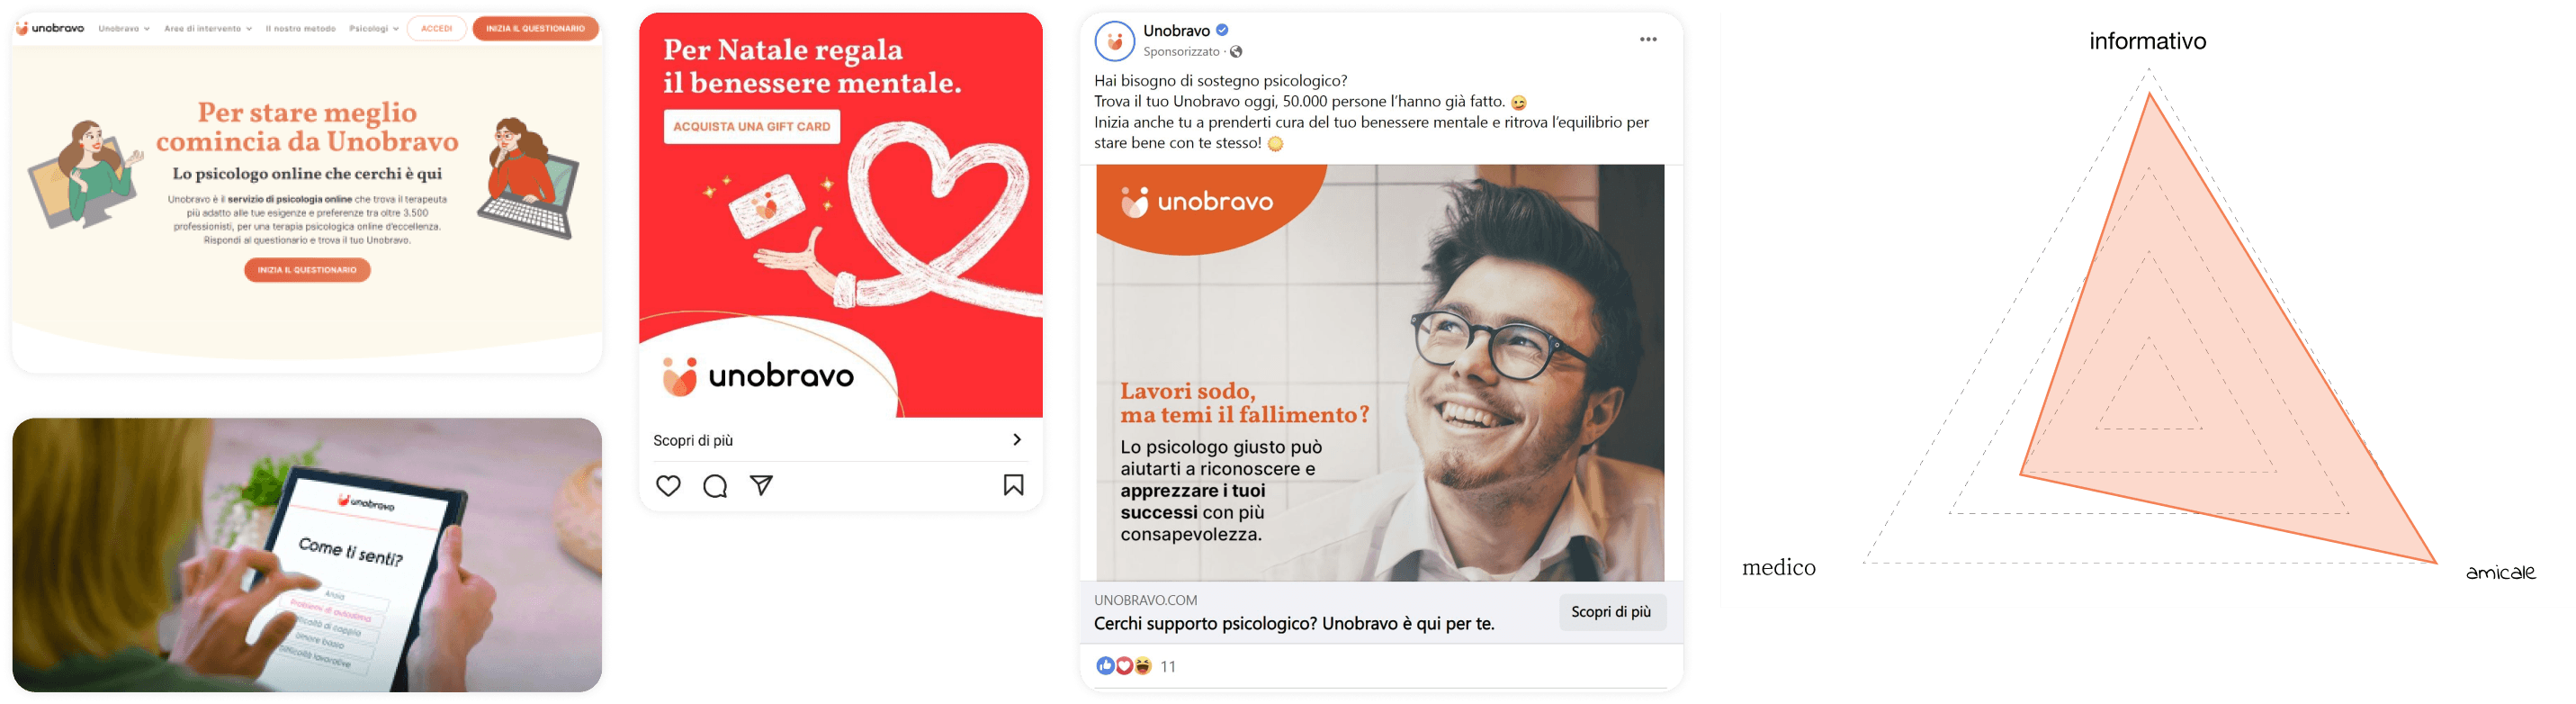 unobravo
Unobravo
Aree di intervento
Il nostro metodo
Psicologi
ACCEDI
INIZIA IL QUESTIONARIO
Per stare meglio
comincia da Unobravo
Lo psicologo online che cerchi è qui
Unobravo è il servizio di psicologia online che trova il terapeuta
più adatto alle tue esigenze e preferenze tra oltre 3.500
professionisti, per una terapia psicologica online d'eccellenza.
Rispondi al questionario e trova il tuo Unobravo.
INIZIA IL QUESTIONARIO
unobravo
Come ti senti?
Ansia
Problemi di autostima
Difficoltà di coppia
Umore basso
Difficoltà lavorative
Per Natale regala
il benessere mentale.
ACQUISTA UNA GIFT CARD
unobravo
Scopri di più
Unobravo
Sponsorizzato ·
Hai bisogno di sostegno psicologico?
Trova il tuo Unobravo oggi, 50.000 persone l'hanno già fatto. 😜
Inizia anche tu a prenderti cura del tuo benessere mentale e ritrova l'equilibrio per
stare bene con te stesso! 🌞
unobravo
Lavori sodo,
ma temi il fallimento?
Lo psicologo giusto può
aiutarti a riconoscere e
apprezzare i tuoi
successi con più
consapevolezza.
UNOBRAVO.COM
Cerchi supporto psicologico? Unobravo è qui per te.
Scopri di più
11
informativo
medico
amicale